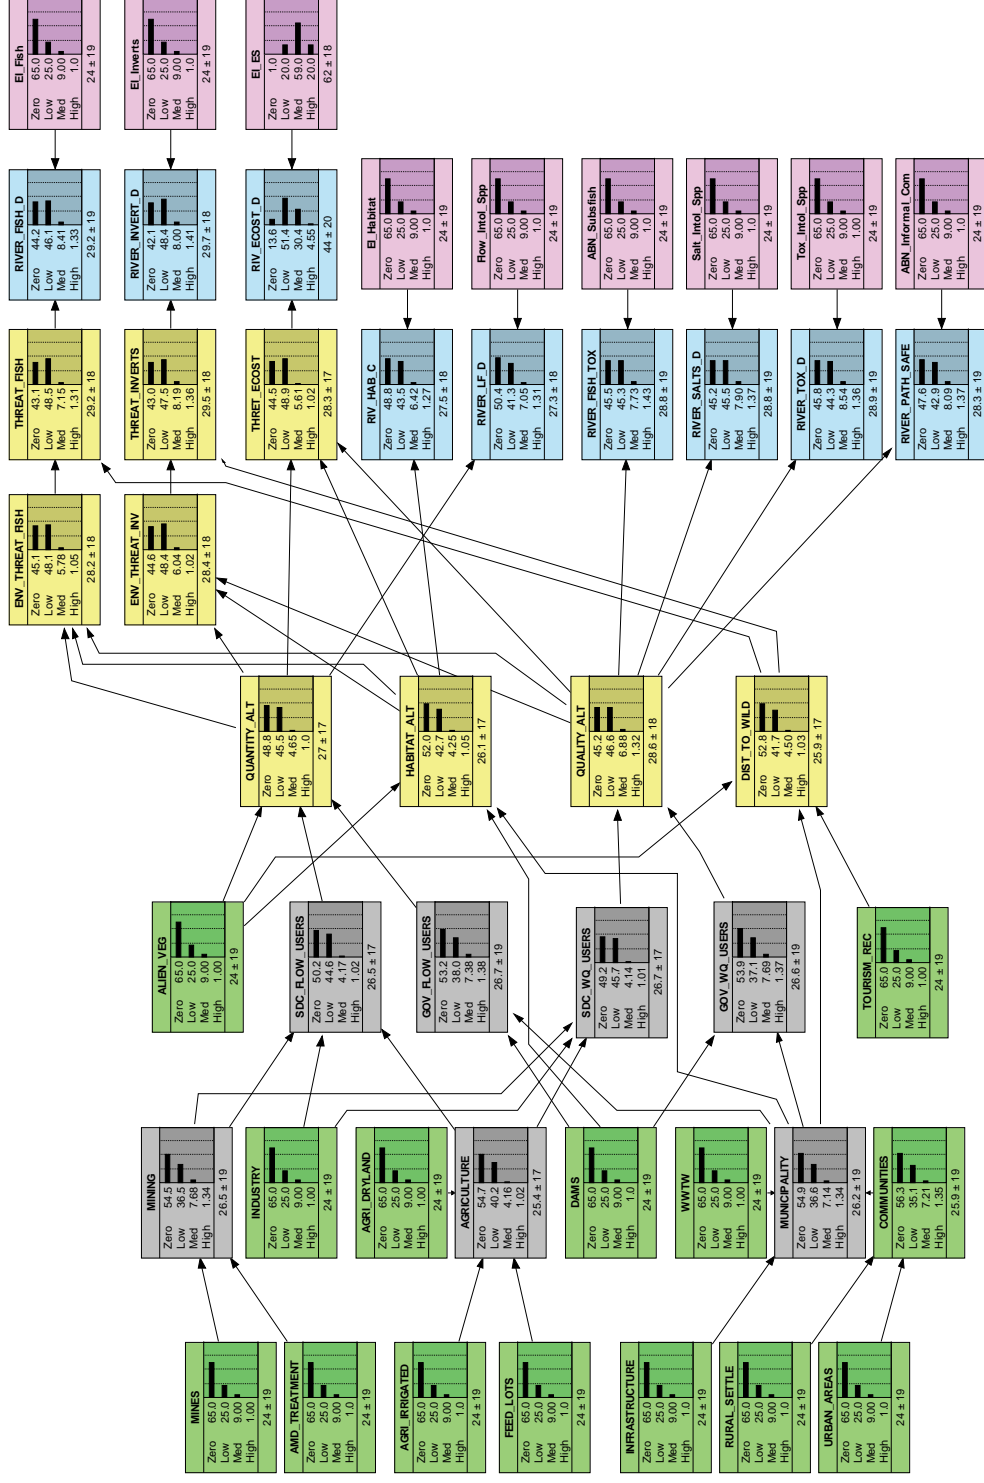 MINES
Zero 65.0
Low 25.0
Med 9.00
High 1.00
24 ± 19
AMD_TREATMENT
Zero 65.0
Low 25.0
Med 9.00
High 1.0
24 ± 19
AGRI_IRRIGATED
Zero 65.0
Low 25.0
Med 9.00
High 1.0
24 ± 19
FEED_LOTS
Zero 65.0
Low 25.0
Med 9.00
High 1.0
24 ± 19
INFRASTRUCTURE
Zero 65.0
Low 25.0
Med 9.00
High 1.0
24 ± 19
RURAL_SETTLE
Zero 65.0
Low 25.0
Med 9.00
High 1.0
24 ± 19
URBAN_AREAS
Zero 65.0
Low 25.0
Med 9.00
High 1.0
24 ± 19
MINING
Zero 54.5
Low 36.5
Med 7.68
High 1.34
26.5 ± 19
INDUSTRY
Zero 65.0
Low 25.0
Med 9.00
High 1.00
24 ± 19
AGRI_DRYLAND
Zero 65.0
Low 25.0
Med 9.00
High 1.00
24 ± 19
AGRICULTURE
Zero 54.7
Low 40.2
Med 4.16
High 1.02
25.4 ± 17
DAMS
Zero 65.0
Low 25.0
Med 9.00
High 1.0
24 ± 19
WWTW
Zero 65.0
Low 25.0
Med 9.00
High 1.00
24 ± 19
MUNICIPALITY
Zero 54.9
Low 36.6
Med 7.14
High 1.34
26.2 ± 19
COMMUNITIES
Zero 56.3
Low 35.1
Med 7.21
High 1.35
25.9 ± 19
ALIEN_VEG
Zero 65.0
Low 25.0
Med 9.00
High 1.00
24 ± 19
SDC_FLOW_USERS
Zero 50.2
Low 44.6
Med 4.17
High 1.02
26.5 ± 17
GOV_FLOW_USERS
Zero 53.2
Low 38.0
Med 7.38
High 1.38
26.7 ± 19
SDC_WQ_USERS
Zero 49.2
Low 45.7
Med 4.14
High 1.01
26.7 ± 17
GOV_WQ_USERS
Zero 53.9
Low 37.1
Med 7.69
High 1.37
26.6 ± 19
TOURISM_REC
Zero 65.0
Low 25.0
Med 9.00
High 1.00
24 ± 19
QUANTITY_ALT
Zero 48.8
Low 45.5
Med 4.65
High 1.0
27 ± 17
HABITAT_ALT
Zero 52.0
Low 42.7
Med 4.25
High 1.05
26.1 ± 17
QUALITY_ALT
Zero 45.2
Low 46.6
Med 6.88
High 1.32
28.6 ± 18
DIST_TO_WILD
Zero 52.8
Low 41.7
Med 4.50
High 1.03
25.9 ± 17
ENV_THREAT_FISH
Zero 45.1
Low 48.1
Med 5.78
High 1.05
28.2 ± 18
ENV_THREAT_INV
Zero 44.6
Low 48.4
Med 6.04
High 1.02
28.4 ± 18
THREAT_FISH
Zero 43.1
Low 48.5
Med 7.15
High 1.31
29.2 ± 18
THREAT_INVERTS
Zero 43.0
Low 47.5
Med 8.19
High 1.36
29.5 ± 18
THRET_ECOST
Zero 44.5
Low 48.9
Med 5.61
High 1.02
28.3 ± 17
RIV_HAB_C
Zero 48.8
Low 43.5
Med 6.42
High 1.27
27.5 ± 18
RIVER_LF_D
Zero 50.4
Low 41.3
Med 7.05
High 1.31
27.3 ± 18
RIVER_FISH_TOX
Zero 45.5
Low 45.3
Med 7.73
High 1.43
28.8 ± 19
RIVER_SALTS_D
Zero 45.2
Low 45.5
Med 7.90
High 1.37
28.8 ± 19
RIVER_TOX_D
Zero 45.8
Low 44.3
Med 8.54
High 1.36
28.9 ± 19
RIVER_PATH_SAFE
Zero 47.6
Low 42.9
Med 8.09
High 1.37
28.3 ± 19
RIVER_FISH_D
Zero 44.2
Low 46.1
Med 8.41
High 1.33
29.2 ± 19
RIVER_INVERT_D
Zero 42.1
Low 48.4
Med 8.00
High 1.41
29.7 ± 18
RIV_ECOST_D
Zero 13.6
Low 51.4
Med 30.4
High 4.55
44 ± 20
EI_Habitat
Zero 65.0
Low 25.0
Med 9.00
High 1.0
24 ± 19
Flow_Intol_Spp
Zero 65.0
Low 25.0
Med 9.00
High 1.0
24 ± 19
ABN_Subsfish
Zero 65.0
Low 25.0
Med 9.00
High 1.0
24 ± 19
Salt_Intol_Spp
Zero 65.0
Low 25.0
Med 9.00
High 1.0
24 ± 19
Tox_Intol_Spp
Zero 65.0
Low 25.0
Med 9.00
High 1.00
24 ± 19
ABN_Informal_Com
Zero 65.0
Low 25.0
Med 9.00
High 1.0
24 ± 19
EI_Fish
Zero 65.0
Low 25.0
Med 9.00
High 1.0
24 ± 19
EI_Inverts
Zero 65.0
Low 25.0
Med 9.00
High 1.0
24 ± 19
EI_ES
Zero 1.0
Low 20.0
Med 59.0
High 20.0
62 ± 18